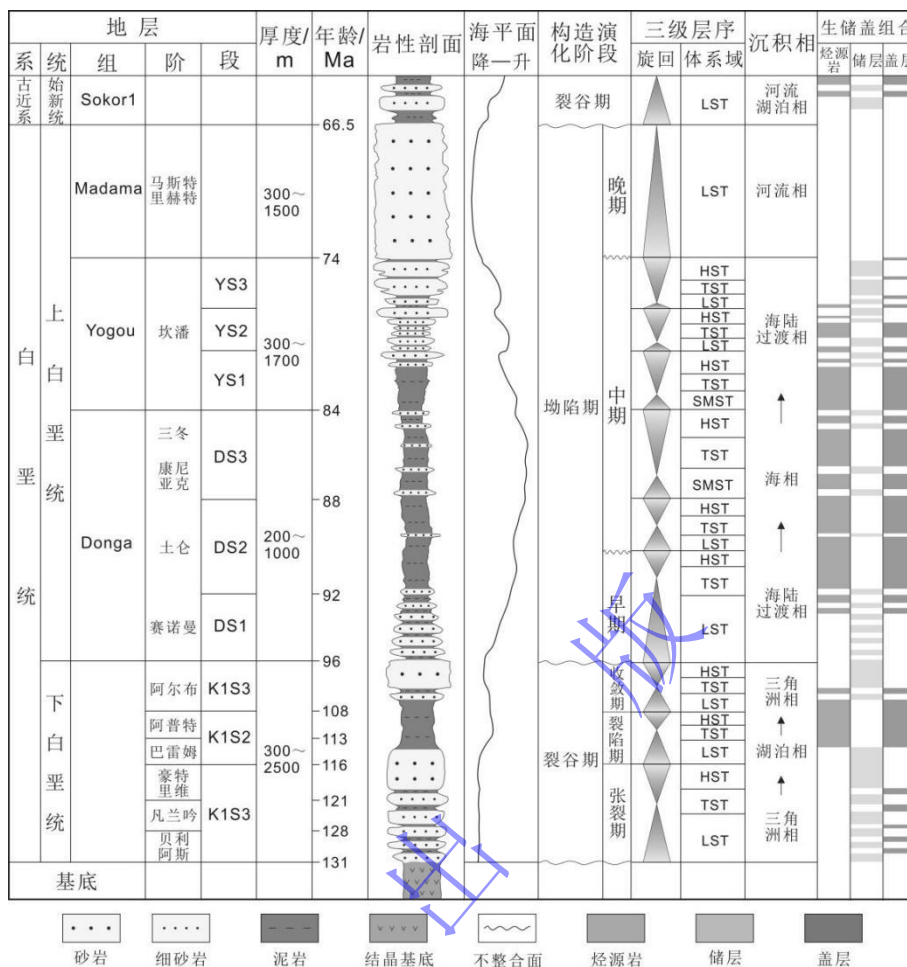 地层
厚度/m
年龄/Ma
岩性剖面
海平面
降—升
构造演化阶段
三级层序
沉积相
生储盖组合
系
统
组
阶
段
旋回
体系域
烃源岩
储层
盖层
古近系
始新统
Sokor1
裂谷期
LST
河流湖泊相
66.5
白垩统
上白垩统
Madama
马斯特里赫特
300~1500
晚期
LST
河流相
74
Yogou
坎潘
YS3
YS2
YS1
300~1700
坳陷期
中期
HST
TST
LST
HST
TST
LST
HST
TST
SMST
海陆过渡相
84
Donga
三冬
康尼亚克
DS3
HST
TST
SMST
海相
88
土仑
DS2
200~1000
HST
TST
LST
HST
TST
92
早期
海陆过渡相
赛诺曼
DS1
LST
96
下白垩统
阿尔布
K1S3
收敛期
HST
TST
LST
三角洲相
108
阿普特
K1S2
113
巴雷姆
裂谷期
裂陷期
HST
TST
LST
湖泊相
300~2500
116
豪特里维
K1S3
张裂期
HST
121
凡兰吟
TST
128
贝利阿斯
LST
三角洲相
131
基底
砂岩
细砂岩
泥岩
结晶基底
不整合面
烃源岩
储层
盖层